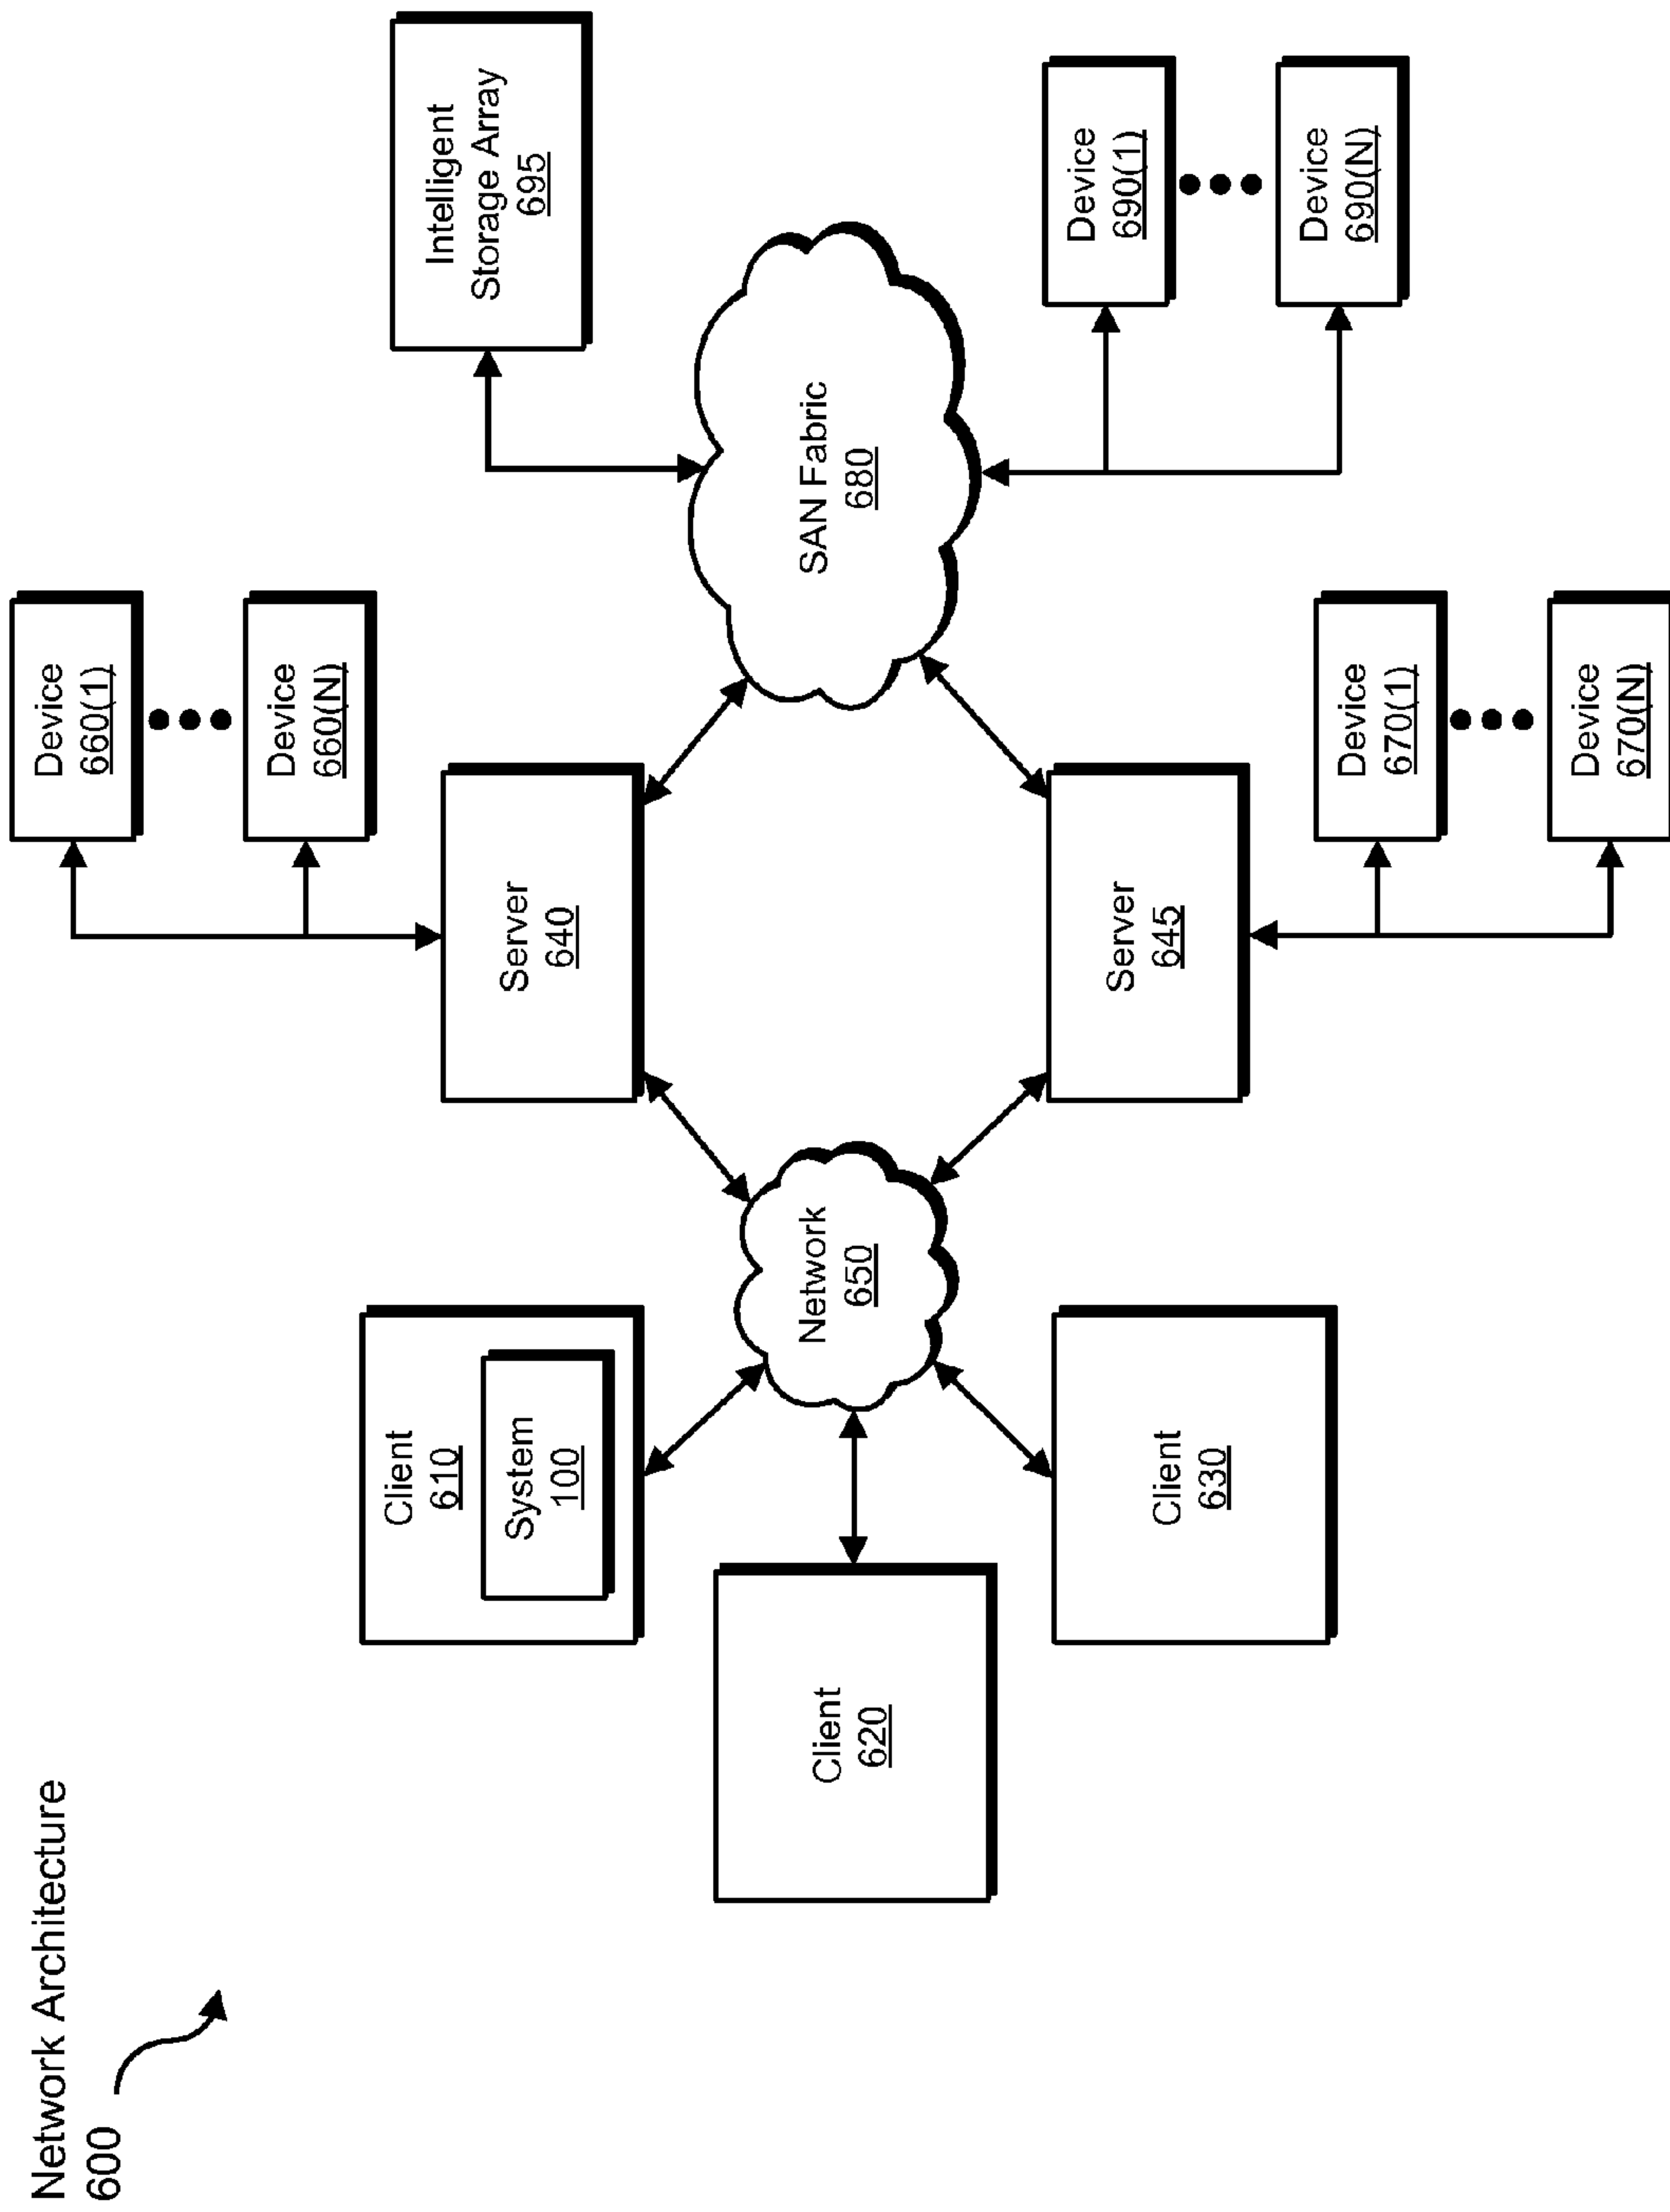 Network Architecture
600
Device
660(1)
Device
660(N)
Intelligent
Storage Array
695
Client
610
System
100
Server
640
Client
620
Network
650
SAN Fabric
680
Client
630
Server
645
Device
690(1)
Device
690(N)
Device
670(1)
Device
670(N)